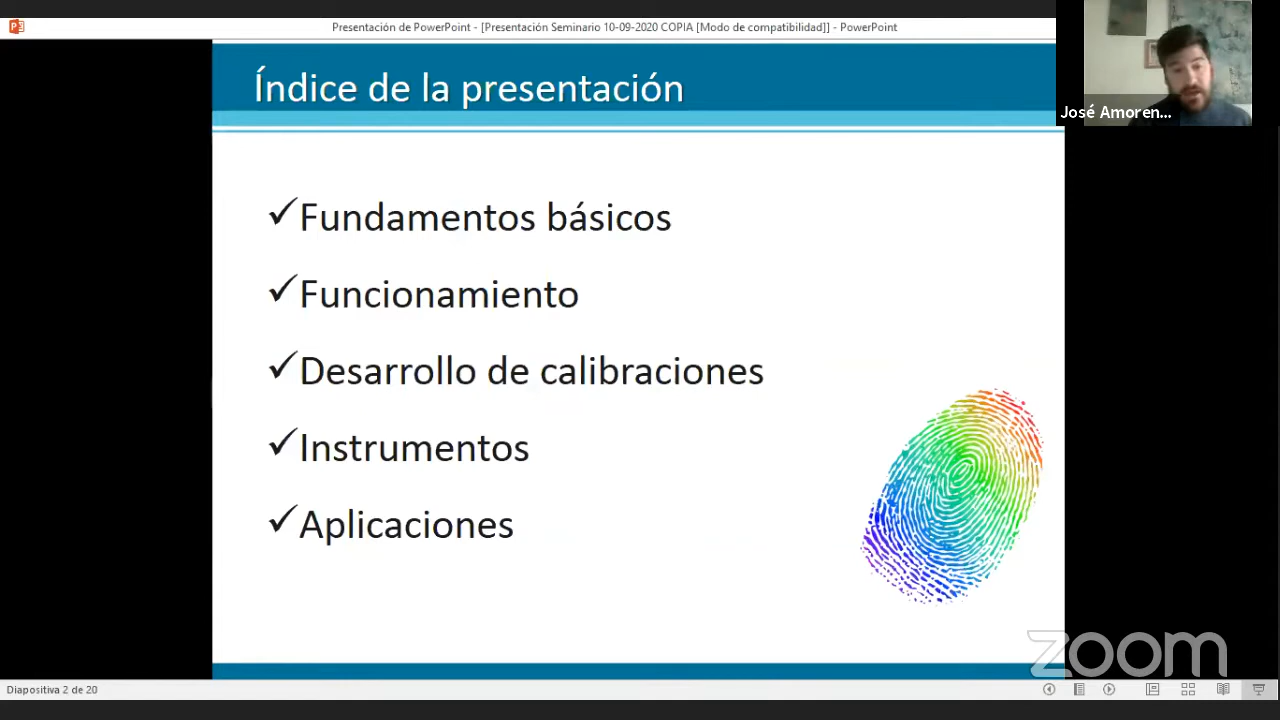 Presentación de PowerPoint - [Presentación Seminario 10-09-2020 COPIA [Modo de compatibilidad]] - PowerPoint
Índice de la presentación
José Amoren...
✓Fundamentos básicos
✓Funcionamiento
✓Desarrollo de calibraciones
✓Instrumentos
✓Aplicaciones
zoom
Diapositiva 2 de 20